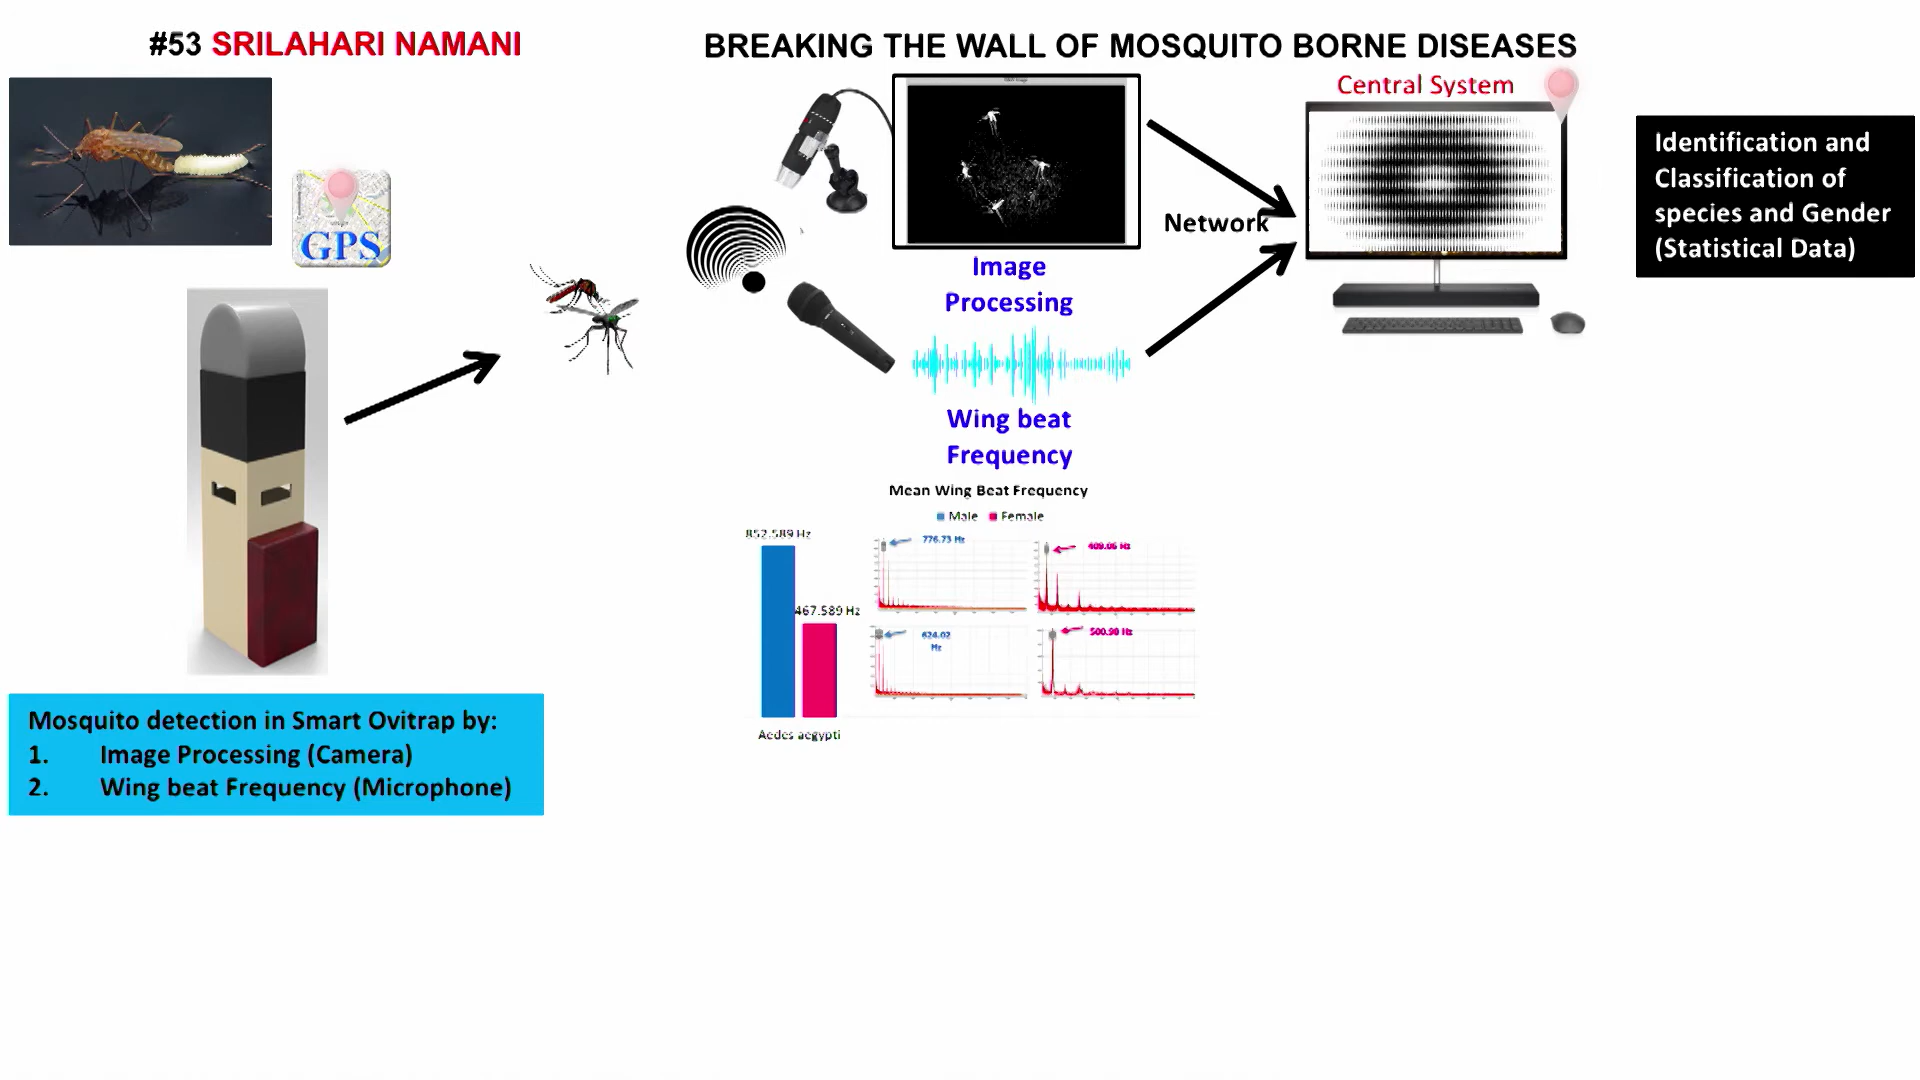 #53 SRILAHARI NAMANI
BREAKING THE WALL OF MOSQUITO BORNE DISEASES
GPS
Mosquito detection in Smart Ovitrap by:
1. Image Processing (Camera)
2. Wing beat Frequency (Microphone)
Image
Processing
Wing beat
Frequency
Network
Central System
Identification and
Classification of
species and Gender
(Statistical Data)
Mean Wing Beat Frequency
Male Female
852.589 Hz
467.589 Hz
Aedes aegypti
776.73 Hz
409.06 Hz
624.02
Hz
500.90 Hz